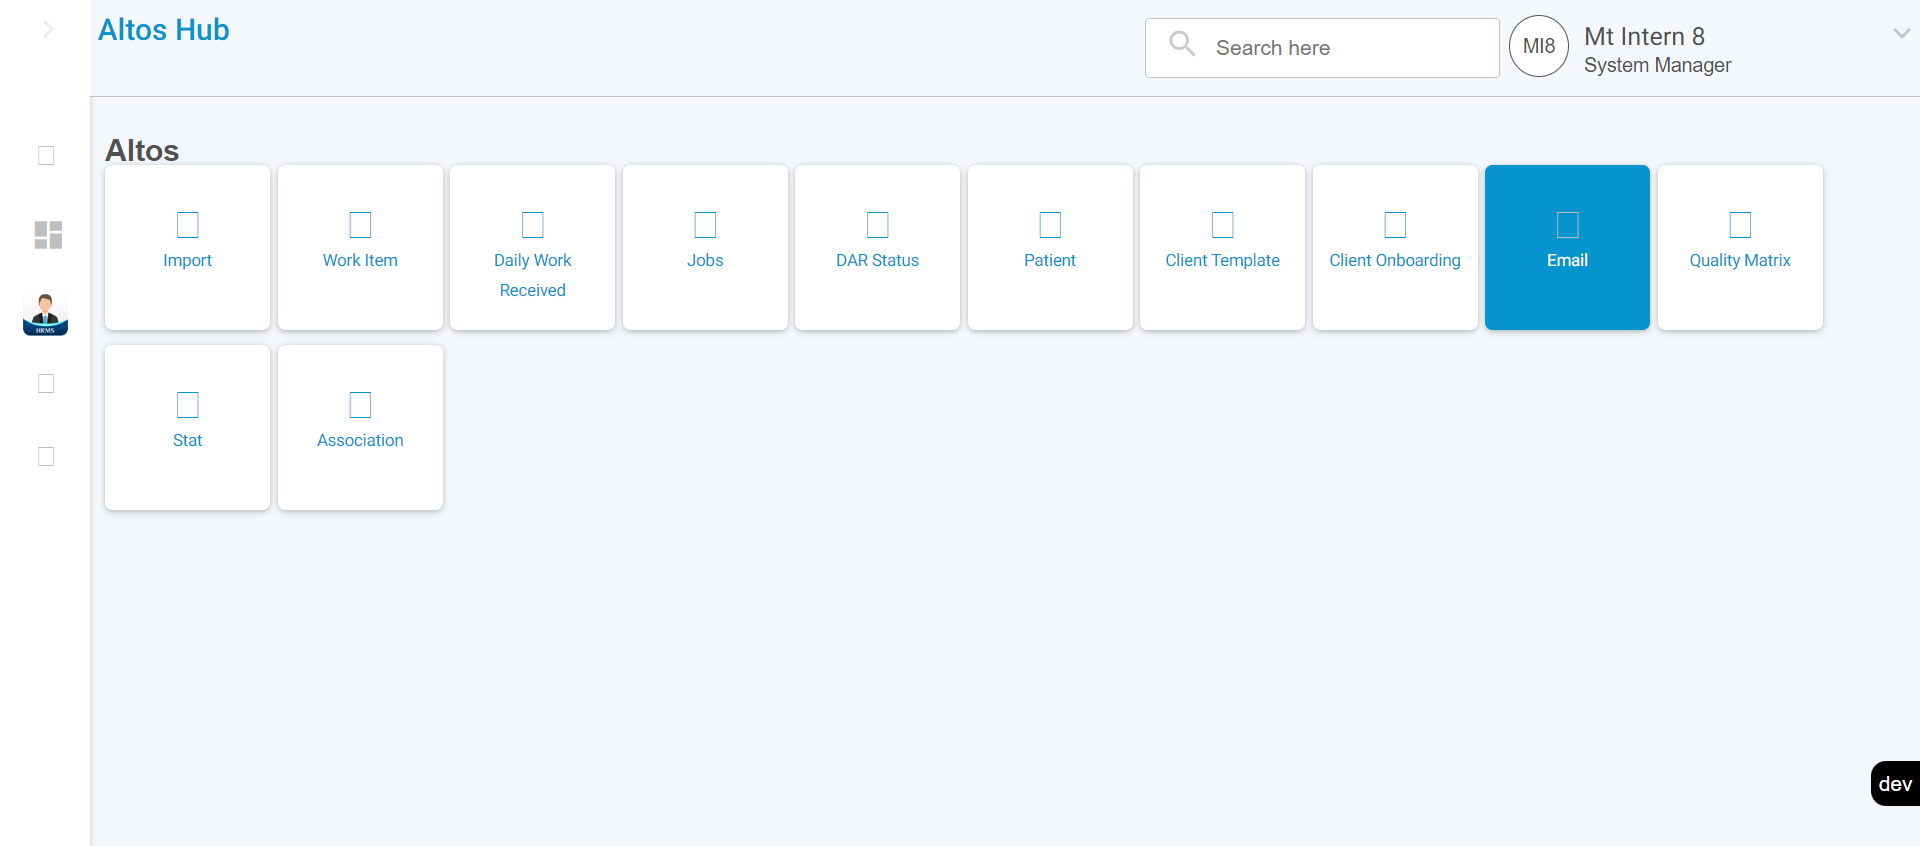 Altos Hub
Search here
MI8
Mt Intern 8
System Manager
Altos
Import
Work Item
Daily Work
Received
Jobs
DAR Status
Patient
Client Template
Client Onboarding
Email
Quality Matrix
HRMS
Stat
Association
dev